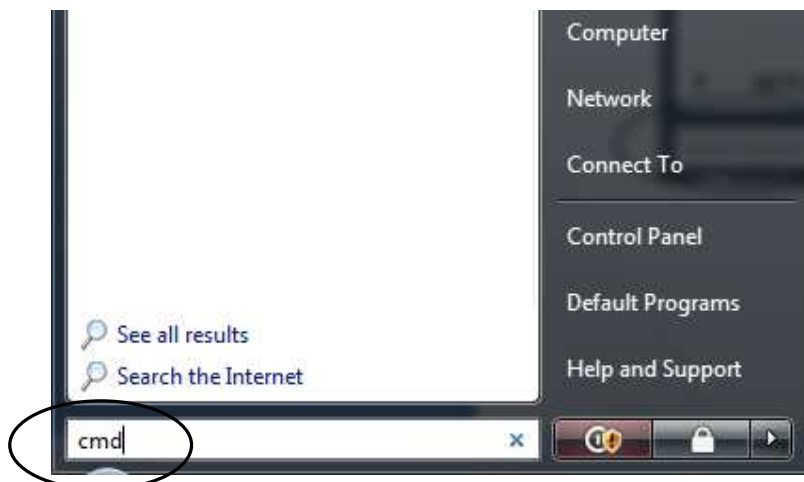 Computer
Network
Connect To
Control Panel
Default Programs
Help and Support
See all results
Search the Internet
cmd